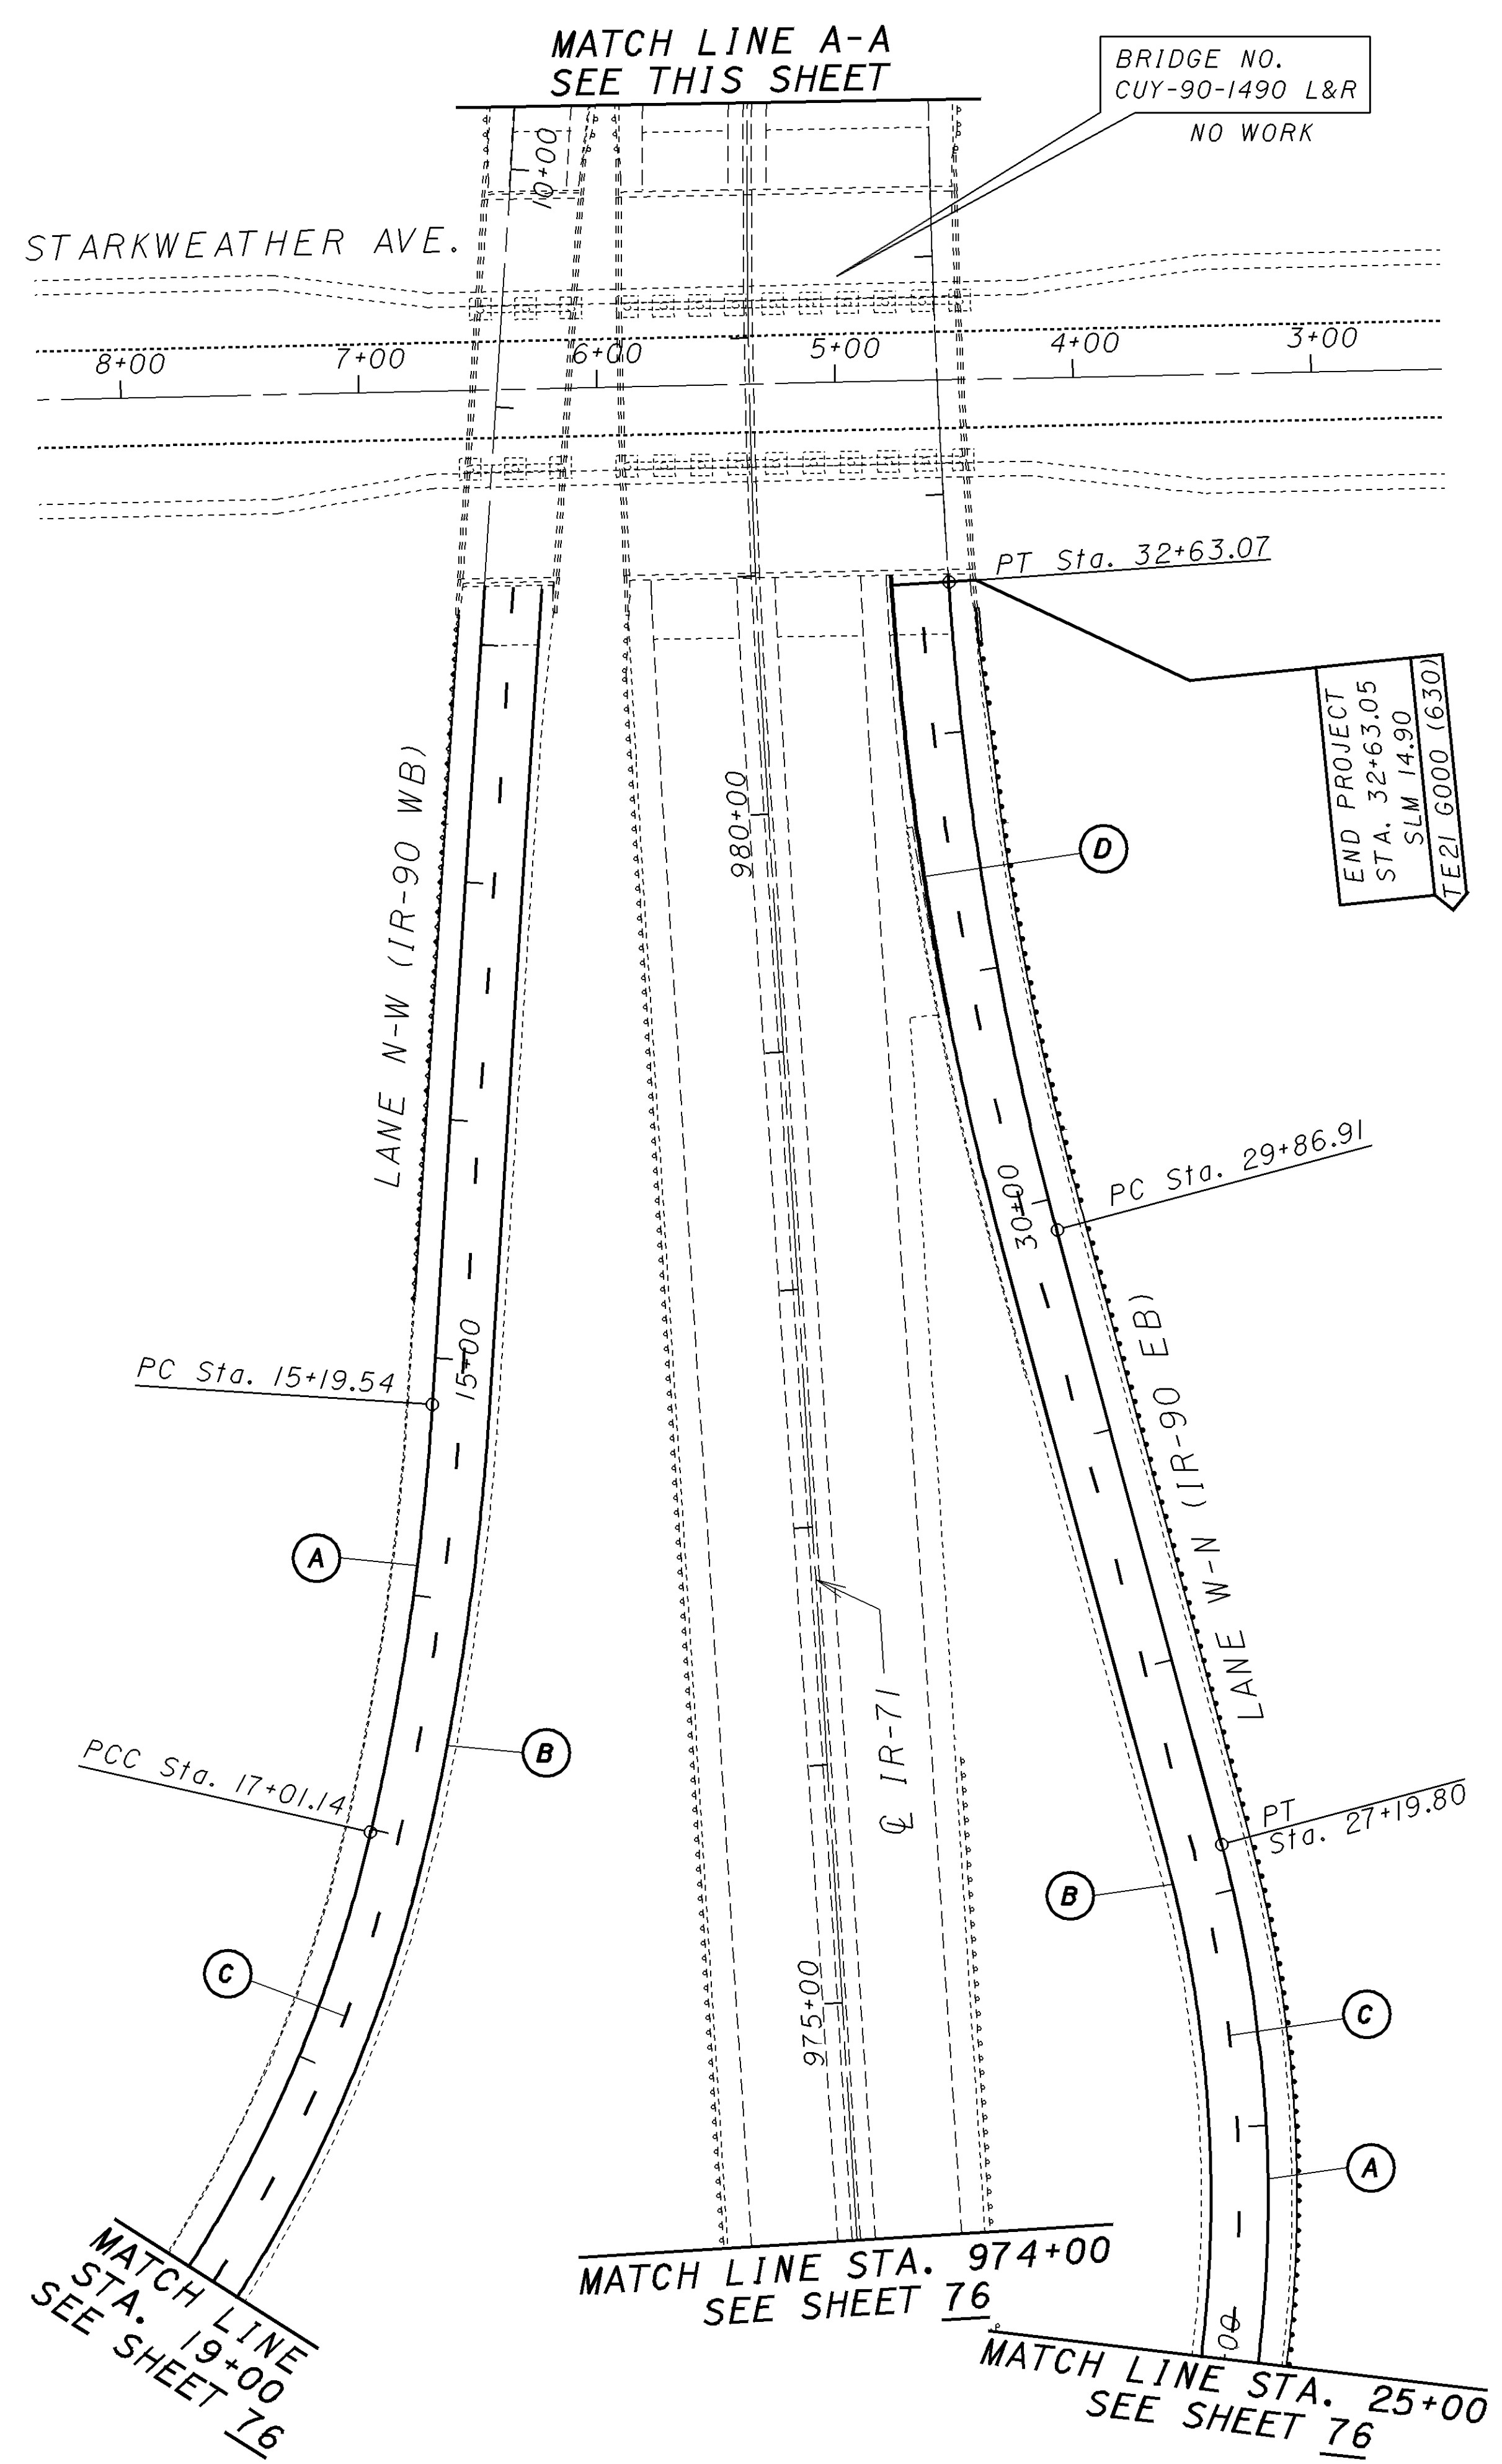 MATCH LINE A-A
SEE THIS SHEET
BRIDGE NO.
CUY-90-1490 L&R
NO WORK
10+00
STARKWEATHER AVE.
8+00
7+00
6+00
5+00
4+00
3+00
PT Sta. 32+63.07
END PROJECT
STA. 32+63.05
SLM 14.90
TE21 G000 (630)
LANE N-W (IR-90 WB)
980+00
D
PC Sta. 29+86.91
30+00
LANE W-N (IR-90 EB)
15+00
PC Sta. 15+19.54
A
B
PCC Sta. 17+01.14
℄ IR-71
PT
Sta. 27+19.80
B
C
975+00
C
A
MATCH LINE
STA. 19+00
SEE SHEET 76
MATCH LINE STA. 974+00
SEE SHEET 76
00
MATCH LINE STA. 25+00
SEE SHEET 76